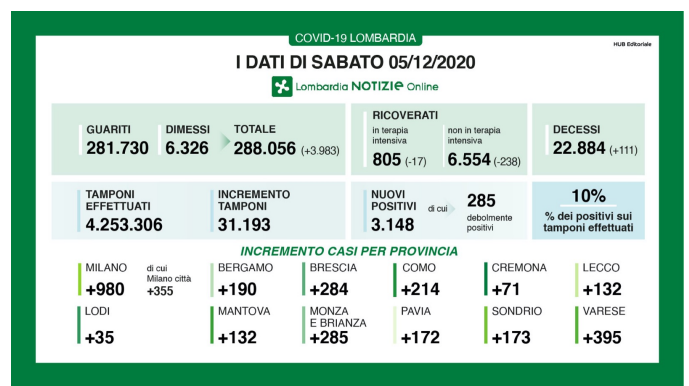 COVID-19 LOMBARDIA
HUB Editoriale
I DATI DI SABATO 05/12/2020
Lombardia NOTIZIE Online
GUARITI
281.730
DIMESSI
6.326
TOTALE
288.056 (+3.983)
RICOVERATI
in terapia
intensiva
805 (-17)
non in terapia
intensiva
6.554 (-238)
DECESSI
22.884 (+111)
TAMPONI
EFFETTUATI
4.253.306
INCREMENTO
TAMPONI
31.193
NUOVI
POSITIVI
3.148
di cui
285
debolmente
positivi
10%
% dei positivi sui
tamponi effettuati
INCREMENTO CASI PER PROVINCIA
MILANO
+980
di cui
Milano città
+355
BERGAMO
+190
BRESCIA
+284
COMO
+214
CREMONA
+71
LECCO
+132
LODI
+35
MANTOVA
+132
MONZA
E BRIANZA
+285
PAVIA
+172
SONDRIO
+173
VARESE
+395